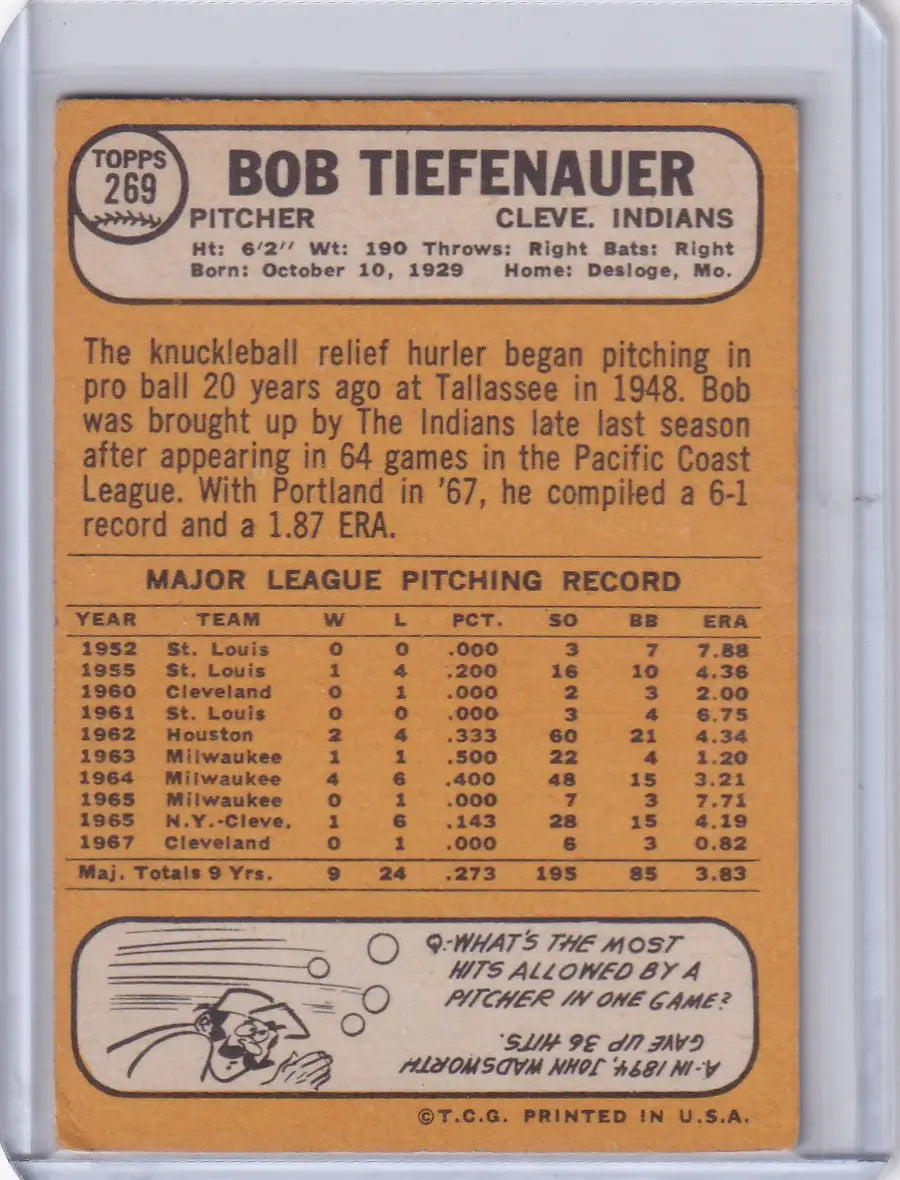 TOPPS
269
BOB TIEFENAUER
PITCHER CLEVE. INDIANS
Ht: 6'2'' Wt: 190 Throws: Right Bats: Right
Born: October 10, 1929 Home: Desloge, Mo.
The knuckleball relief hurler began pitching in
pro ball 20 years ago at Tallassee in 1948. Bob
was brought up by The Indians late last season
after appearing in 64 games in the Pacific Coast
League. With Portland in '67, he compiled a 6-1
record and a 1.87 ERA.
MAJOR LEAGUE PITCHING RECORD
YEAR TEAM W L PCT. SO BB ERA
1952 St. Louis 0 0 .000 3 7 7.88
1955 St. Louis 1 4 .200 16 10 4.36
1960 Cleveland 0 1 .000 2 3 2.00
1961 St. Louis 0 0 .000 3 4 6.75
1962 Houston 2 4 .333 60 21 4.34
1963 Milwaukee 1 1 .500 22 4 1.20
1964 Milwaukee 4 6 .400 48 15 3.21
1965 Milwaukee 0 1 .000 7 3 7.71
1965 N.Y.-Cleve. 1 6 .143 28 15 4.19
1967 Cleveland 0 1 .000 6 3 0.82
Maj. Totals 9 Yrs. 9 24 .273 195 85 3.83
Q.-WHAT'S THE MOST
HITS ALLOWED BY A
PITCHER IN ONE GAME?
A.-IN 1894, JOHN WADSWORTH
GAVE UP 36 HITS.
©T.C.G. PRINTED IN U.S.A.